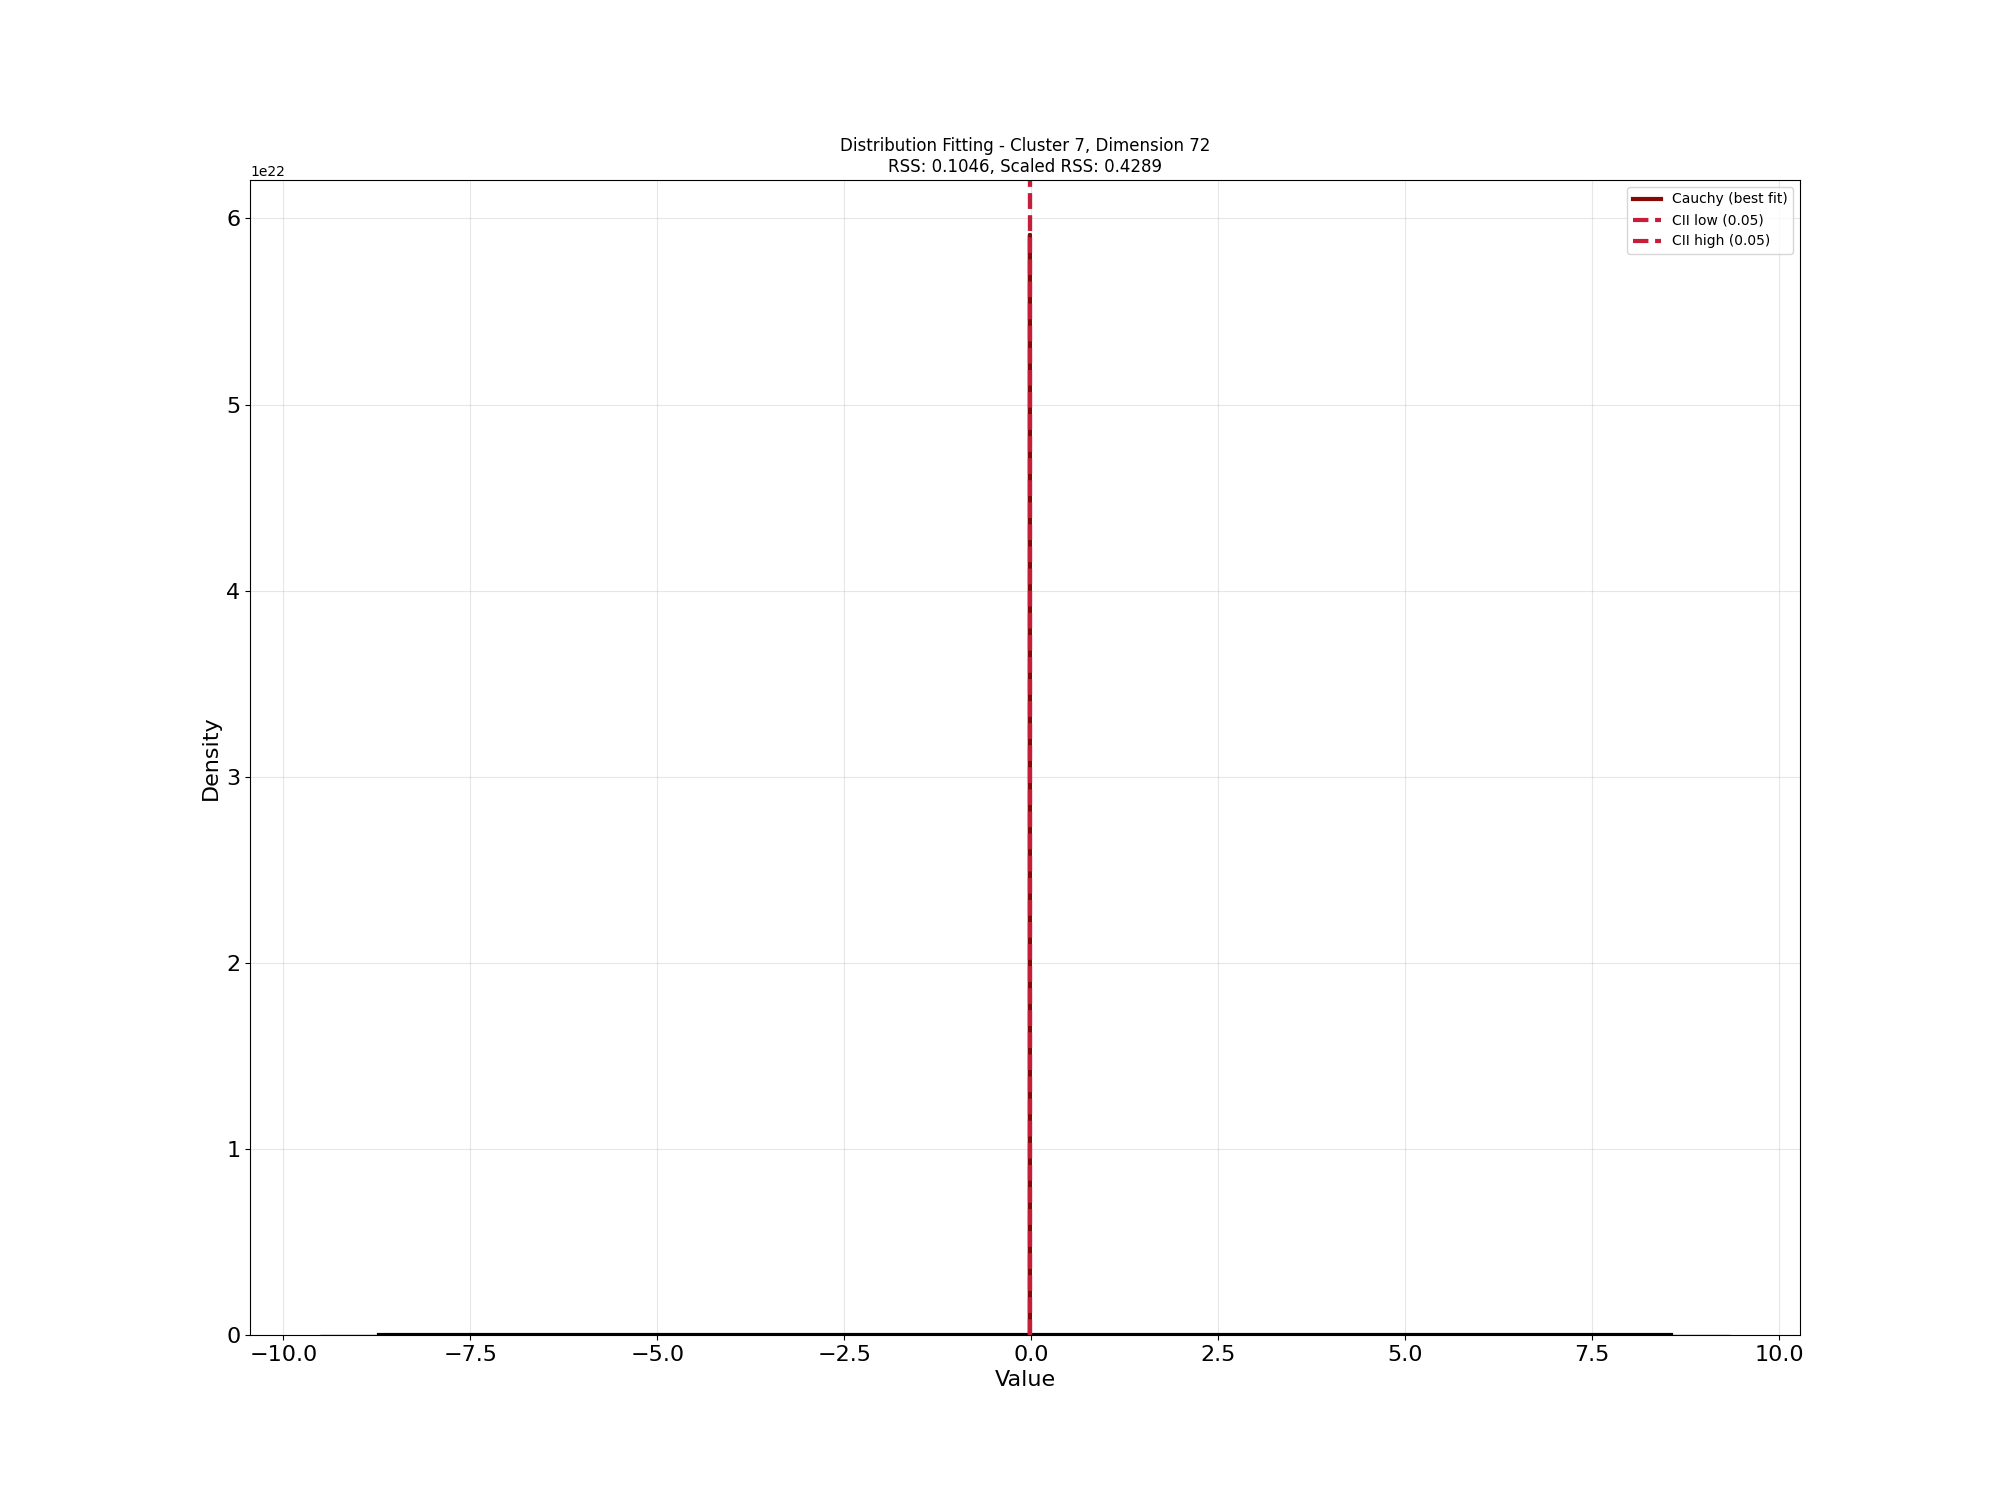 Distribution Fitting - Cluster 7, Dimension 72
RSS: 0.1046, Scaled RSS: 0.4289
1e22
Cauchy (best fit)
CII low (0.05)
CII high (0.05)
6
5
4
3
2
1
0
Density
−10.0
−7.5
−5.0
−2.5
0.0
2.5
5.0
7.5
10.0
Value